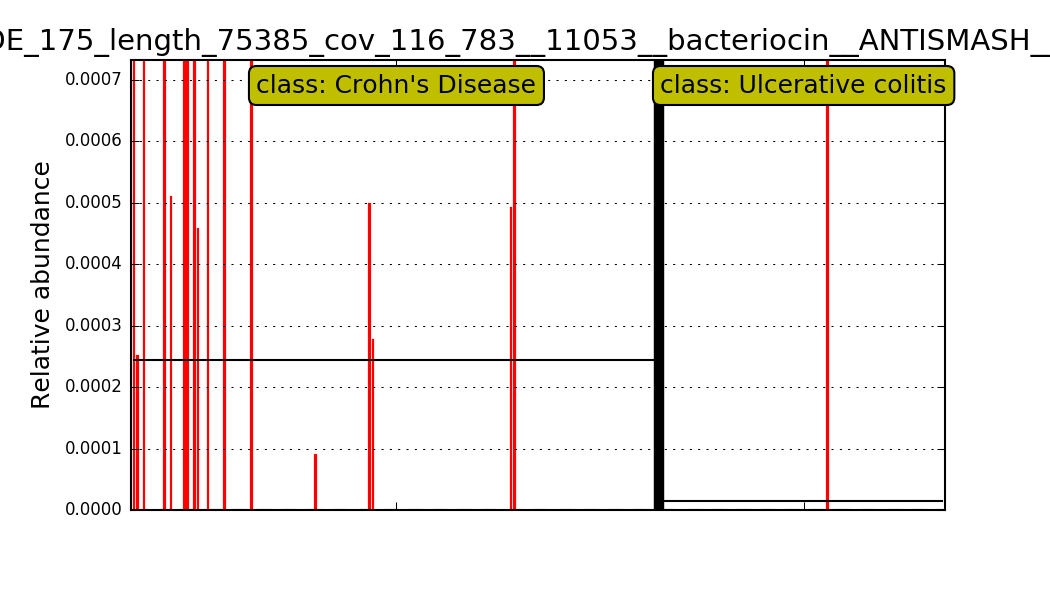 DE_175_length_75385_cov_116_783__11053__bacteriocin__ANTISMASH__
class: Crohn's Disease
class: Ulcerative colitis
Relative abundance
0.0007
0.0006
0.0005
0.0004
0.0003
0.0002
0.0001
0.0000